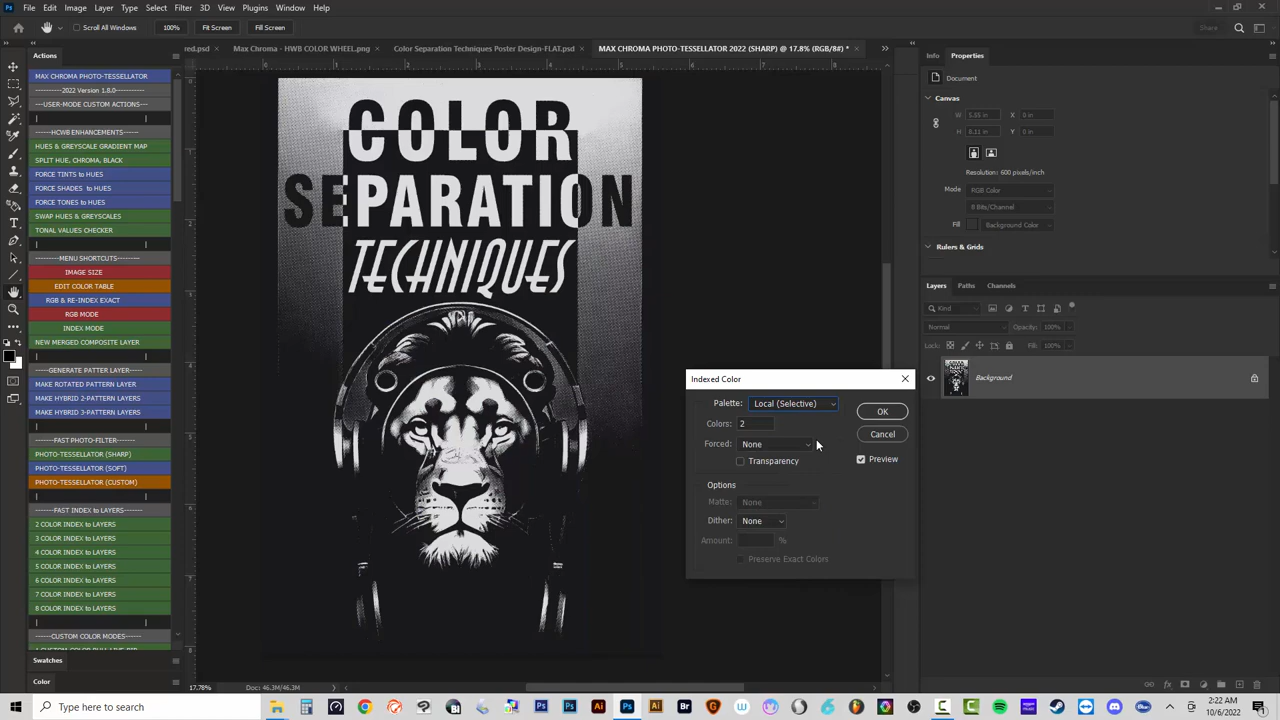 Ps File Edit Image Layer Type Select Filter 3D View Plugins Window Help
Scroll All Windows 100% Fit Screen Fill Screen Share
red.psd × Max Chroma - HWB COLOR WHEEL.png × Color Separation Techniques Poster Design-FLAT.psd × MAX CHROMA PHOTO-TESSELLATOR 2022 (SHARP) @ 17.8% (RGB/8#) * ×
Actions
MAX CHROMA PHOTO-TESSELLATOR
----------2022 Version 1.8.0-----------
---USER-MODE CUSTOM ACTIONS---
| |
------HCWB ENHANCEMENTS------
HUES & GREYSCALE GRADIENT MAP
SPLIT HUE, CHROMA, BLACK
FORCE TINTS to HUES
FORCE SHADES to HUES
FORCE TONES to HUES
SWAP HUES & GREYSCALES
TONAL VALUES CHECKER
| |
-------MENU SHORTCUTS:-------
IMAGE SIZE
EDIT COLOR TABLE
RGB & RE-INDEX EXACT
RGB MODE
INDEX MODE
NEW MERGED COMPOSITE LAYER
| |
----GENERATE PATTER LAYER----
MAKE ROTATED PATTERN LAYER
MAKE HYBRID 2-PATTERN LAYERS
MAKE HYBRID 3-PATTERN LAYERS
| |
------FAST PHOTO-FILTER------
PHOTO-TESSELLATOR (SHARP)
PHOTO-TESSELLATOR (SOFT)
PHOTO-TESSELLATOR (CUSTOM)
| |
-----FAST INDEX to LAYERS-----
2 COLOR INDEX to LAYERS
3 COLOR INDEX to LAYERS
4 COLOR INDEX to LAYERS
5 COLOR INDEX to LAYERS
6 COLOR INDEX to LAYERS
7 COLOR INDEX to LAYERS
8 COLOR INDEX to LAYERS
| |
-----CUSTOM COLOR MODES------
Swatches
Color
0 1 2 3 4 5 6 7 8
COLOR
SEPARATION
TECHNIQUES
17.78% Doc: 46.3M/46.3M
Indexed Color
Palette: Local (Selective)
Colors: 2
Forced: None
Transparency
Options
Matte: None
Dither: None
Amount: %
Preserve Exact Colors
OK
Cancel
Preview
Info Properties
Document
Canvas
W 5.55 in X 0 in
H 8.11 in Y 0 in
Resolution: 600 pixels/inch
Mode RGB Color
8 Bits/Channel
Fill Background Color
Rulers & Grids
Layers Paths Channels
Kind
Normal Opacity: 100%
Lock: Fill: 100%
Background
Type here to search
2:22 AM
10/6/2022